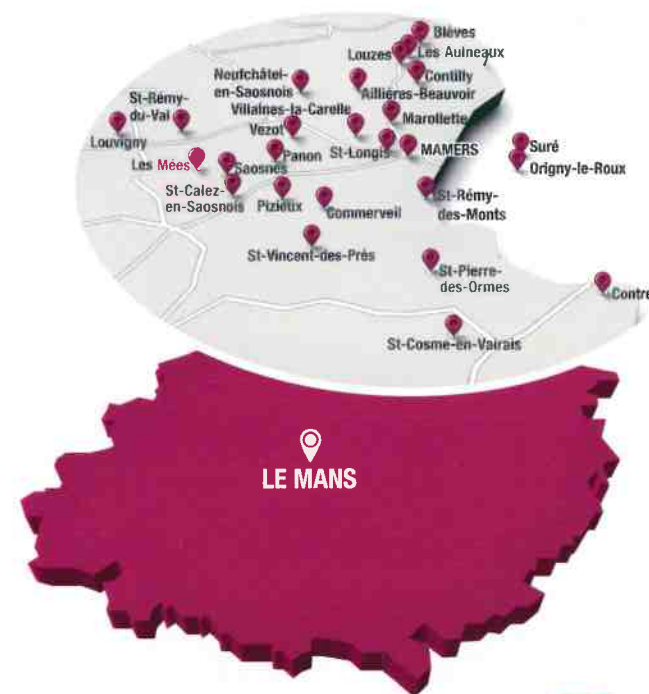 Blèves
Les Aulneaux
Louzes
Contilly
Neufchâtel-
en-Saosnois
Aillières-Beauvoir
St-Rémy-
du-Val
Villaines-la-Carelle
Marollette
Louvigny
Vezot
St-Longis
MAMERS
Suré
Origny-le-Roux
Les Mées
Saosnes
Panon
St-Calez-
en-Saosnois
Pizieux
Commerveil
St-Rémy-
des-Monts
St-Vincent-des-Prés
St-Pierre-
des-Ormes
Contre
St-Cosme-en-Vairais
LE MANS